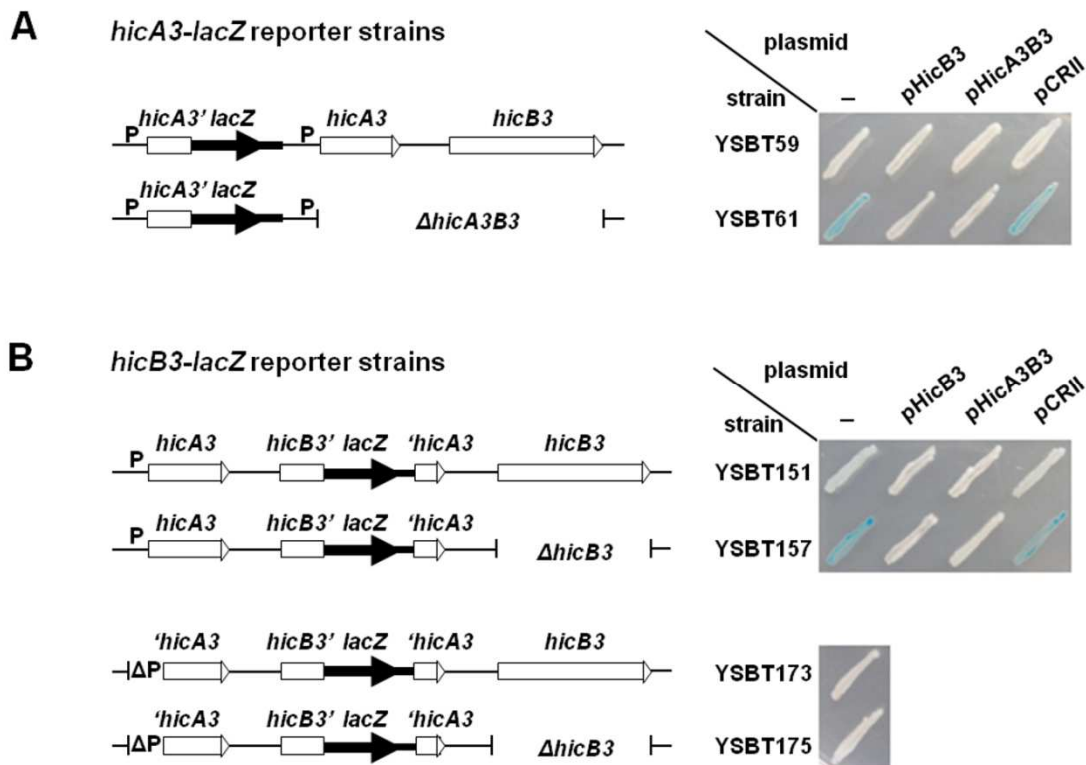 A
hicA3-lacZ reporter strains
plasmid
strain
– pHicB3 pHicA3B3 pCRII
P hicA3' lacZ P hicA3 hicB3
YSBT59
P hicA3' lacZ P ΔhicA3B3
YSBT61
B
hicB3-lacZ reporter strains
plasmid
strain
– pHicB3 pHicA3B3 pCRII
P hicA3 hicB3' lacZ 'hicA3 hicB3
YSBT151
P hicA3 hicB3' lacZ 'hicA3 ΔhicB3
YSBT157
ΔP 'hicA3 hicB3' lacZ 'hicA3 hicB3
YSBT173
ΔP 'hicA3 hicB3' lacZ 'hicA3 ΔhicB3
YSBT175